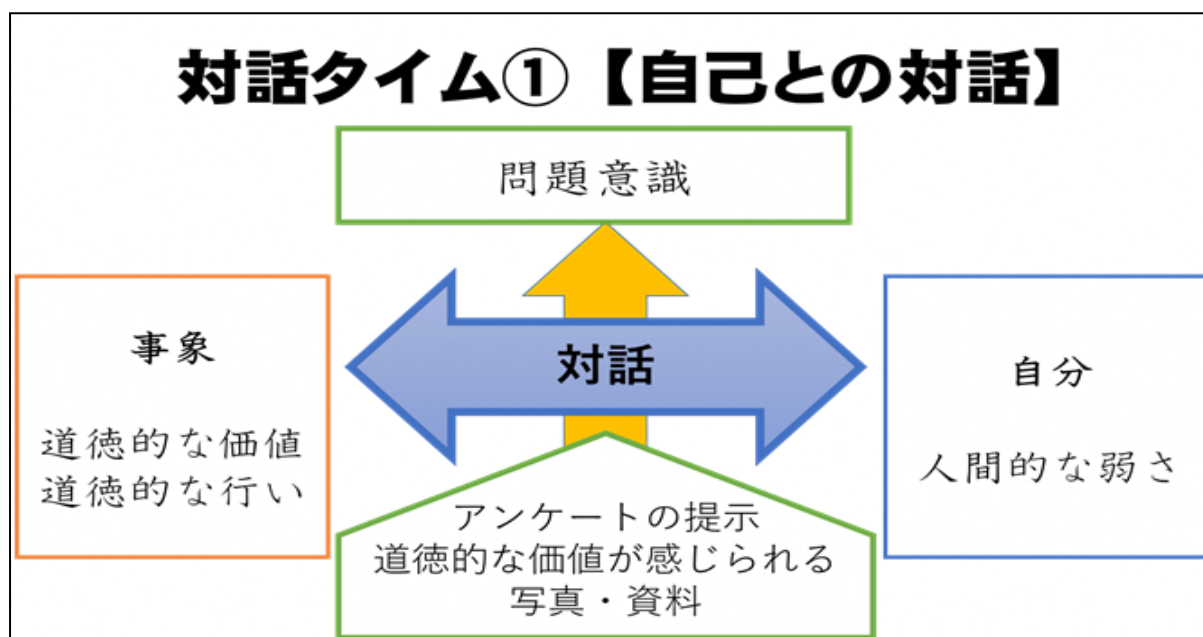 対話タイム①【自己との対話】
問題意識
事象
道徳的な価値
道徳的な行い
対話
自分
人間的な弱さ
アンケートの提示
道徳的な価値が感じられる
写真・資料